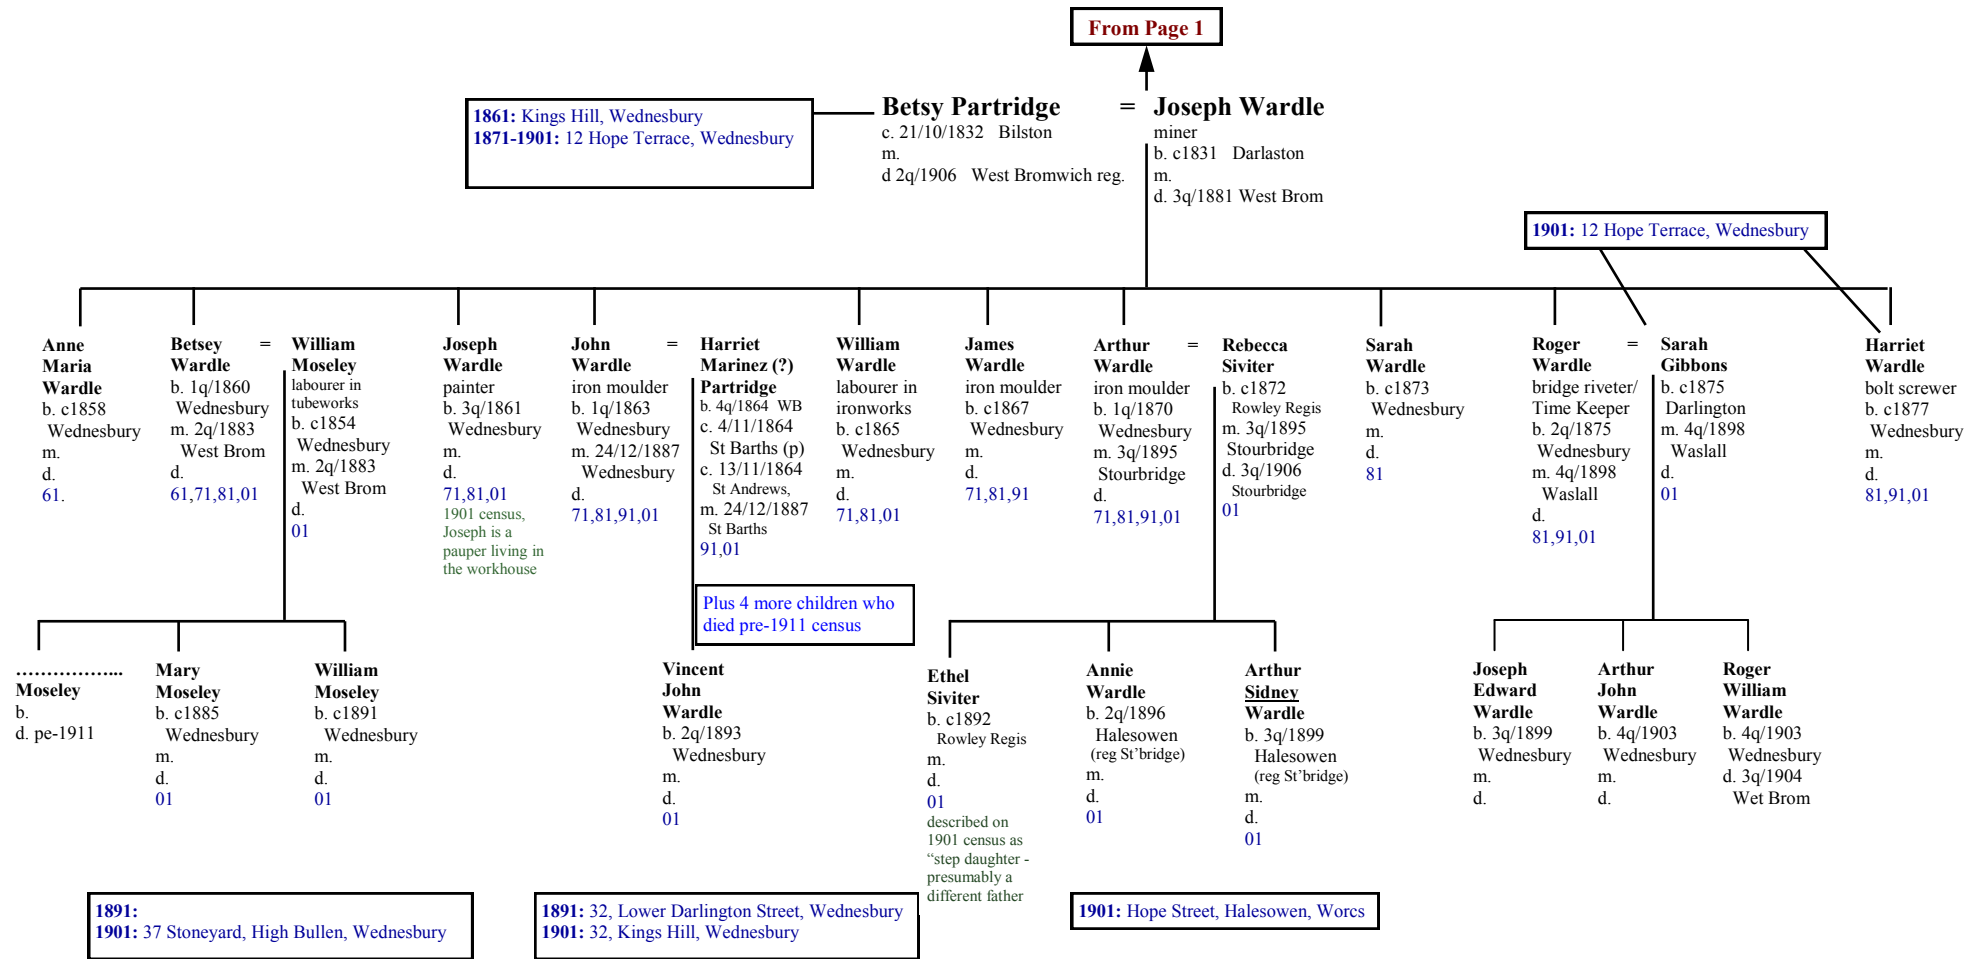 From Page 1
1861: Kings Hill, Wednesbury
1871-1901: 12 Hope Terrace, Wednesbury
Betsy Partridge
c. 21/10/1832 Bilston
m.
d 2q/1906 West Bromwich reg.
=
Joseph Wardle
miner
b. c1831 Darlaston
m.
d. 3q/1881 West Brom
1901: 12 Hope Terrace, Wednesbury
Anne
Maria
Wardle
b. c1858
Wednesbury
m.
d.
61.
Betsey
Wardle
b. 1q/1860
Wednesbury
m. 2q/1883
West Brom
d.
61,71,81,01
=
William
Moseley
labourer in
tubeworks
b. c1854
Wednesbury
m. 2q/1883
West Brom
d.
01
Joseph
Wardle
painter
b. 3q/1861
Wednesbury
m.
d.
71,81,01
1901 census,
Joseph is a
pauper living in
the workhouse
John
Wardle
iron moulder
b. 1q/1863
Wednesbury
m. 24/12/1887
Wednesbury
d.
71,81,91,01
=
Harriet
Marinez (?)
Partridge
b. 4q/1864 WB
c. 4/11/1864
St Barths (p)
c. 13/11/1864
St Andrews,
m. 24/12/1887
St Barths
91,01
William
Wardle
labourer in
ironworks
b. c1865
Wednesbury
m.
d.
71,81,01
James
Wardle
iron moulder
b. c1867
Wednesbury
m.
d.
71,81,91
Arthur
Wardle
iron moulder
b. 1q/1870
Wednesbury
m. 3q/1895
Stourbridge
d.
71,81,91,01
=
Rebecca
Siviter
b. c1872
Rowley Regis
m. 3q/1895
Stourbridge
d. 3q/1906
Stourbridge
01
Sarah
Wardle
b. c1873
Wednesbury
m.
d.
81
Roger
Wardle
bridge riveter/
Time Keeper
b. 2q/1875
Wednesbury
m. 4q/1898
Waslall
d.
81,91,01
=
Sarah
Gibbons
b. c1875
Darlington
m. 4q/1898
Waslall
d.
01
Harriet
Wardle
bolt screwer
b. c1877
Wednesbury
m.
d.
81,91,01
Plus 4 more children who
died pre-1911 census
……………...
Moseley
b.
d. pe-1911
Mary
Moseley
b. c1885
Wednesbury
m.
d.
01
William
Moseley
b. c1891
Wednesbury
m.
d.
01
Vincent
John
Wardle
b. 2q/1893
Wednesbury
m.
d.
01
Ethel
Siviter
b. c1892
Rowley Regis
m.
d.
01
described on
1901 census as
“step daughter -
presumably a
different father
Annie
Wardle
b. 2q/1896
Halesowen
(reg St’bridge)
m.
d.
01
Arthur
Sidney
Wardle
b. 3q/1899
Halesowen
(reg St’bridge)
m.
d.
01
Joseph
Edward
Wardle
b. 3q/1899
Wednesbury
m.
d.
Arthur
John
Wardle
b. 4q/1903
Wednesbury
m.
d.
Roger
William
Wardle
b. 4q/1903
Wednesbury
d. 3q/1904
Wet Brom
1891:
1901: 37 Stoneyard, High Bullen, Wednesbury
1891: 32, Lower Darlington Street, Wednesbury
1901: 32, Kings Hill, Wednesbury
1901: Hope Street, Halesowen, Worcs